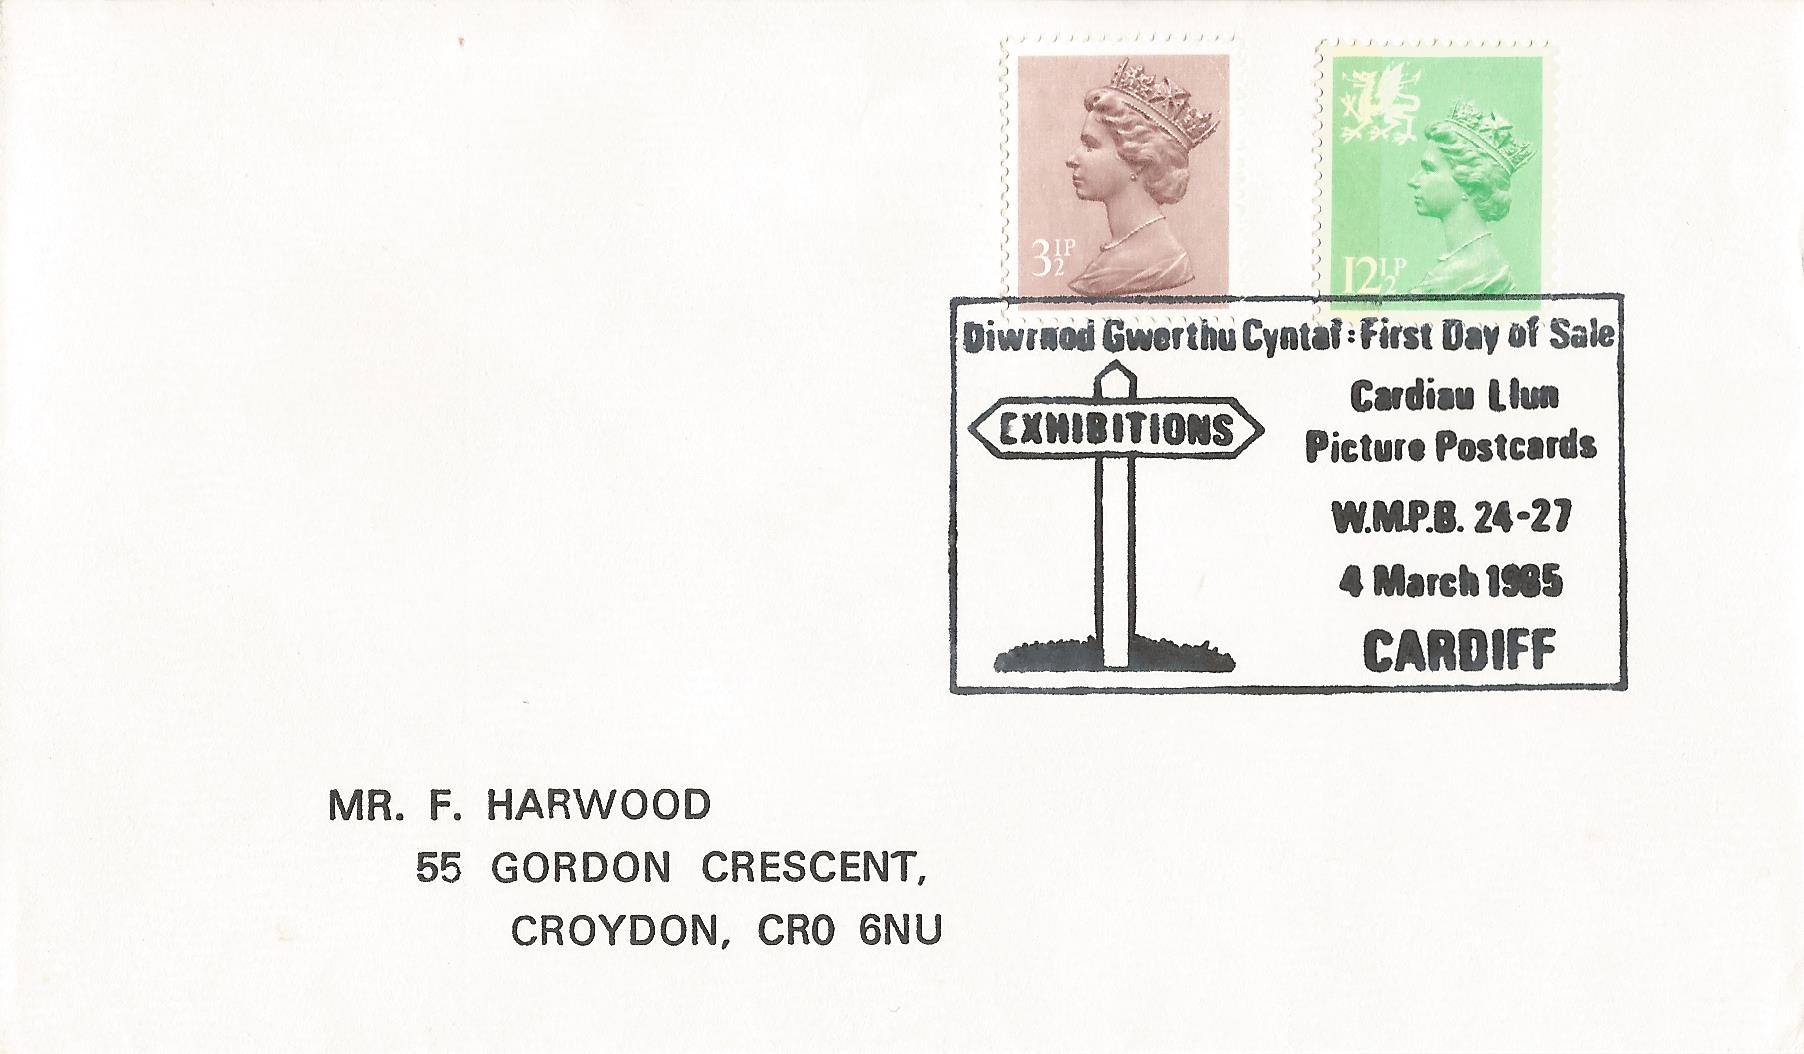 3½P
12½P
Diwrnod Gwerthu Cyntaf: First Day of Sale
EXHIBITIONS
Cardiau Llun
Picture Postcards
W.M.P.B. 24-27
4 March 1985
CARDIFF
MR. F. HARWOOD
55 GORDON CRESCENT,
CROYDON, CR0 6NU